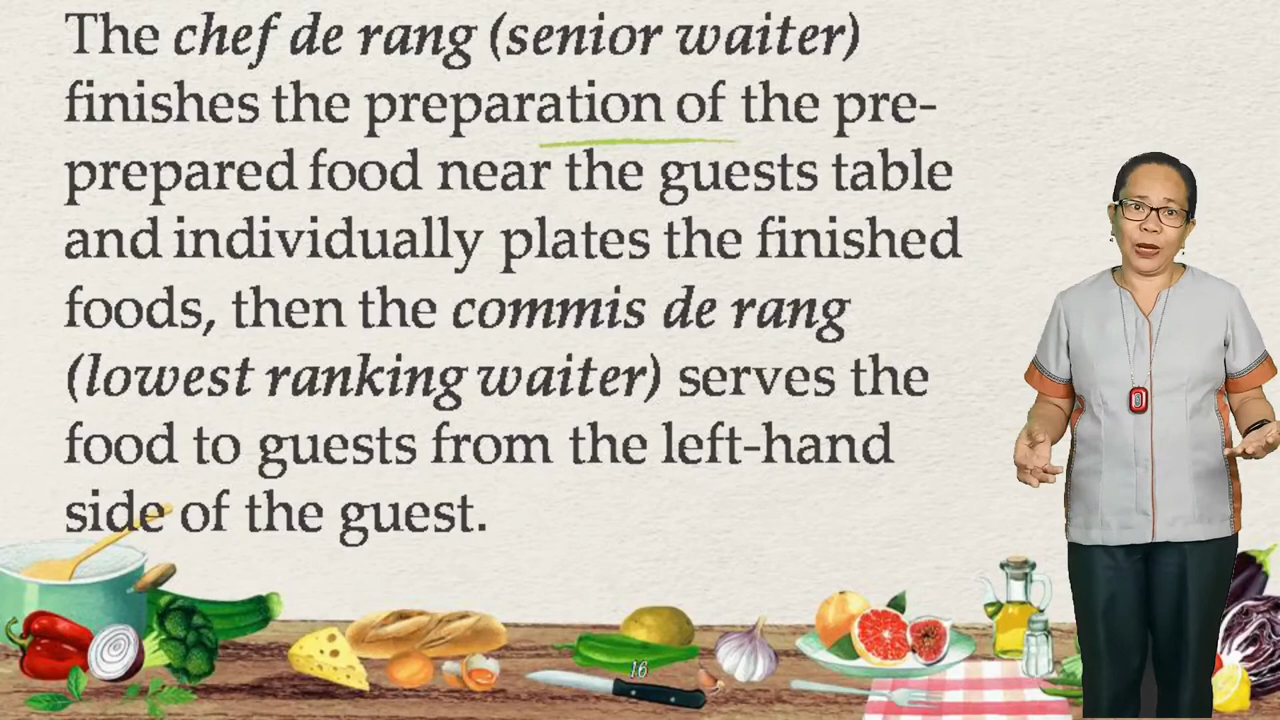 The chef de rang (senior waiter)
finishes the preparation of the pre-
prepared food near the guests table
and individually plates the finished
foods, then the commis de rang
(lowest ranking waiter) serves the
food to guests from the left-hand
side of the guest.
16